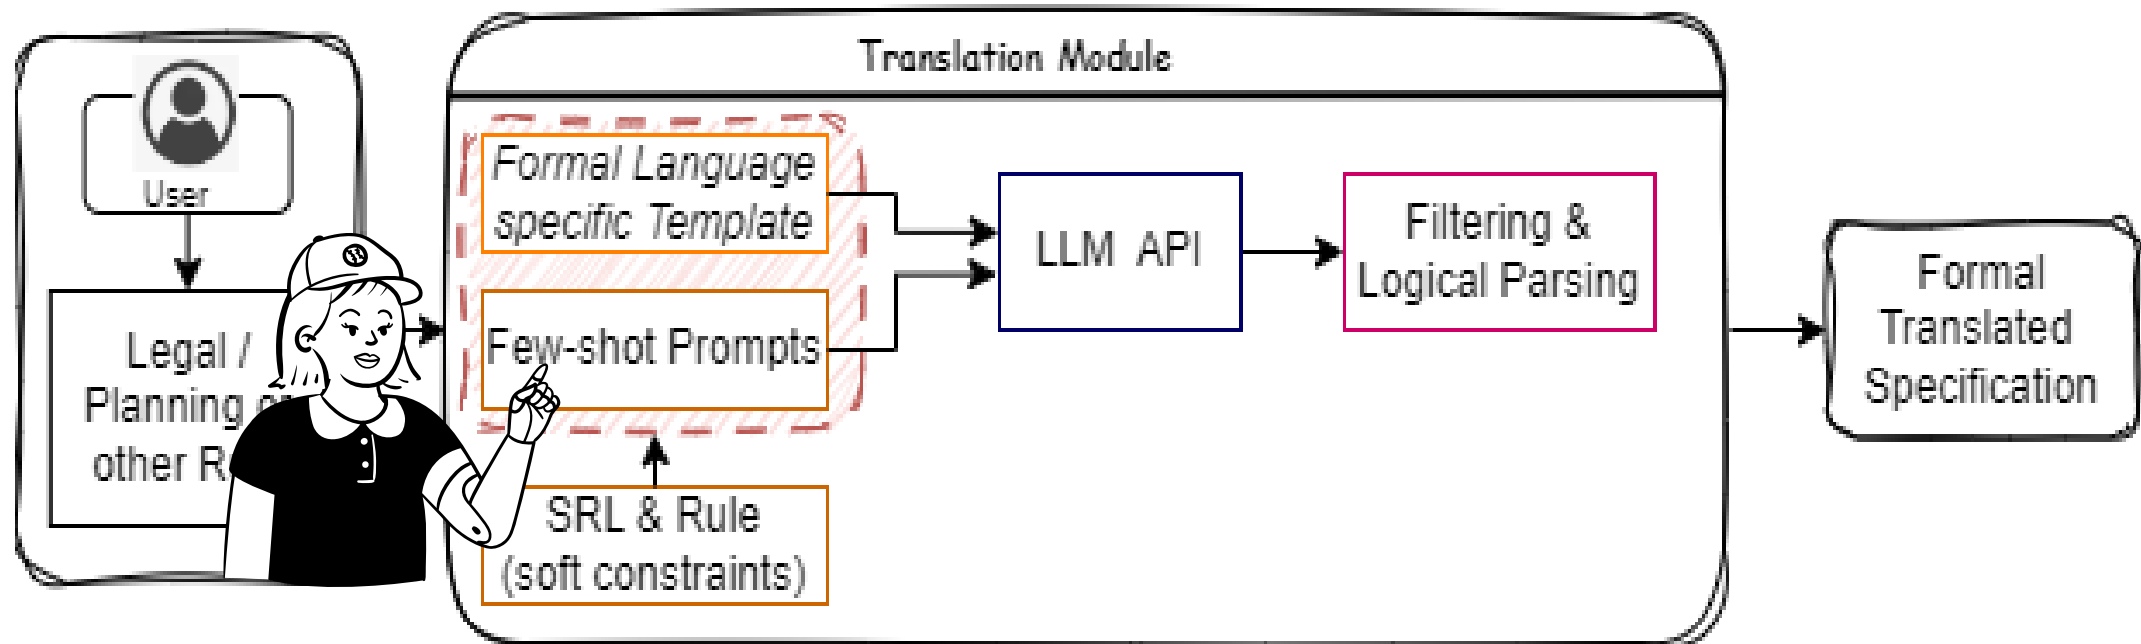 User
Legal /
Planning or
other
Translation Module
Formal Language
specific Template
Few-shot Prompts
SRL & Rule
(soft constraints)
LLM API
Filtering &
Logical Parsing
Formal
Translated
Specification